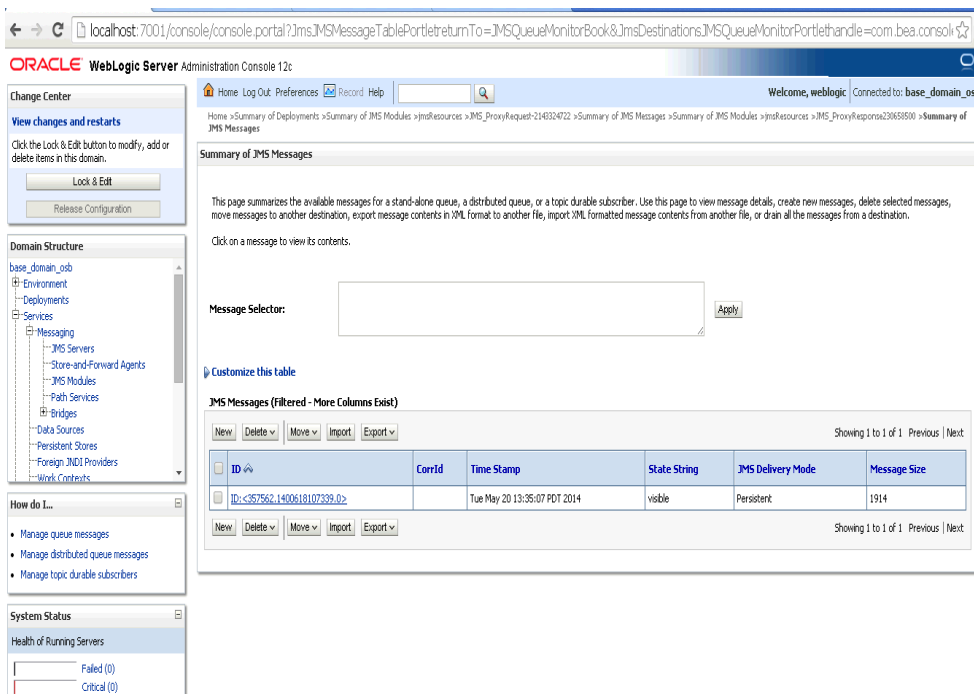 localhost:7001/console/console.portal?JmsJMSMessageTablePortletreturnTo=JMSQueueMonitorBook&JmsDestinationsJMSQueueMonitorPortlethandle=com.bea.consol
ORACLE WebLogic Server Administration Console 12c
Change Center
View changes and restarts
Click the Lock & Edit button to modify, add or
delete items in this domain.
Lock & Edit
Release Configuration
Domain Structure
base_domain_osb
Environment
Deployments
Services
Messaging
JMS Servers
Store-and-Forward Agents
JMS Modules
Path Services
Bridges
Data Sources
Persistent Stores
Foreign JNDI Providers
Work Contexts
How do I...
Manage queue messages
Manage distributed queue messages
Manage topic durable subscribers
System Status
Health of Running Servers
Failed (0)
Critical (0)
Home Log Out Preferences Record Help
Welcome, weblogic Connected to: base_domain_os
Home >Summary of Deployments >Summary of JMS Modules >jmsResources >JMS_ProxyRequest-2143324722 >Summary of JMS Messages >Summary of JMS Modules >jmsResources >JMS_ProxyResponse230658500 >Summary of
JMS Messages
Summary of JMS Messages
This page summarizes the available messages for a stand-alone queue, a distributed queue, or a topic durable subscriber. Use this page to view message details, create new messages, delete selected messages,
move messages to another destination, export message contents in XML format to another file, import XML formatted message contents from another file, or drain all the messages from a destination.
Click on a message to view its contents.
Message Selector:
Apply
Customize this table
JMS Messages (Filtered - More Columns Exist)
New Delete Move Import Export Showing 1 to 1 of 1 Previous | Next
ID CorrId Time Stamp State String JMS Delivery Mode Message Size
ID:<357562.1400618107339.0> Tue May 20 13:35:07 PDT 2014 visible Persistent 1914
New Delete Move Import Export Showing 1 to 1 of 1 Previous | Next